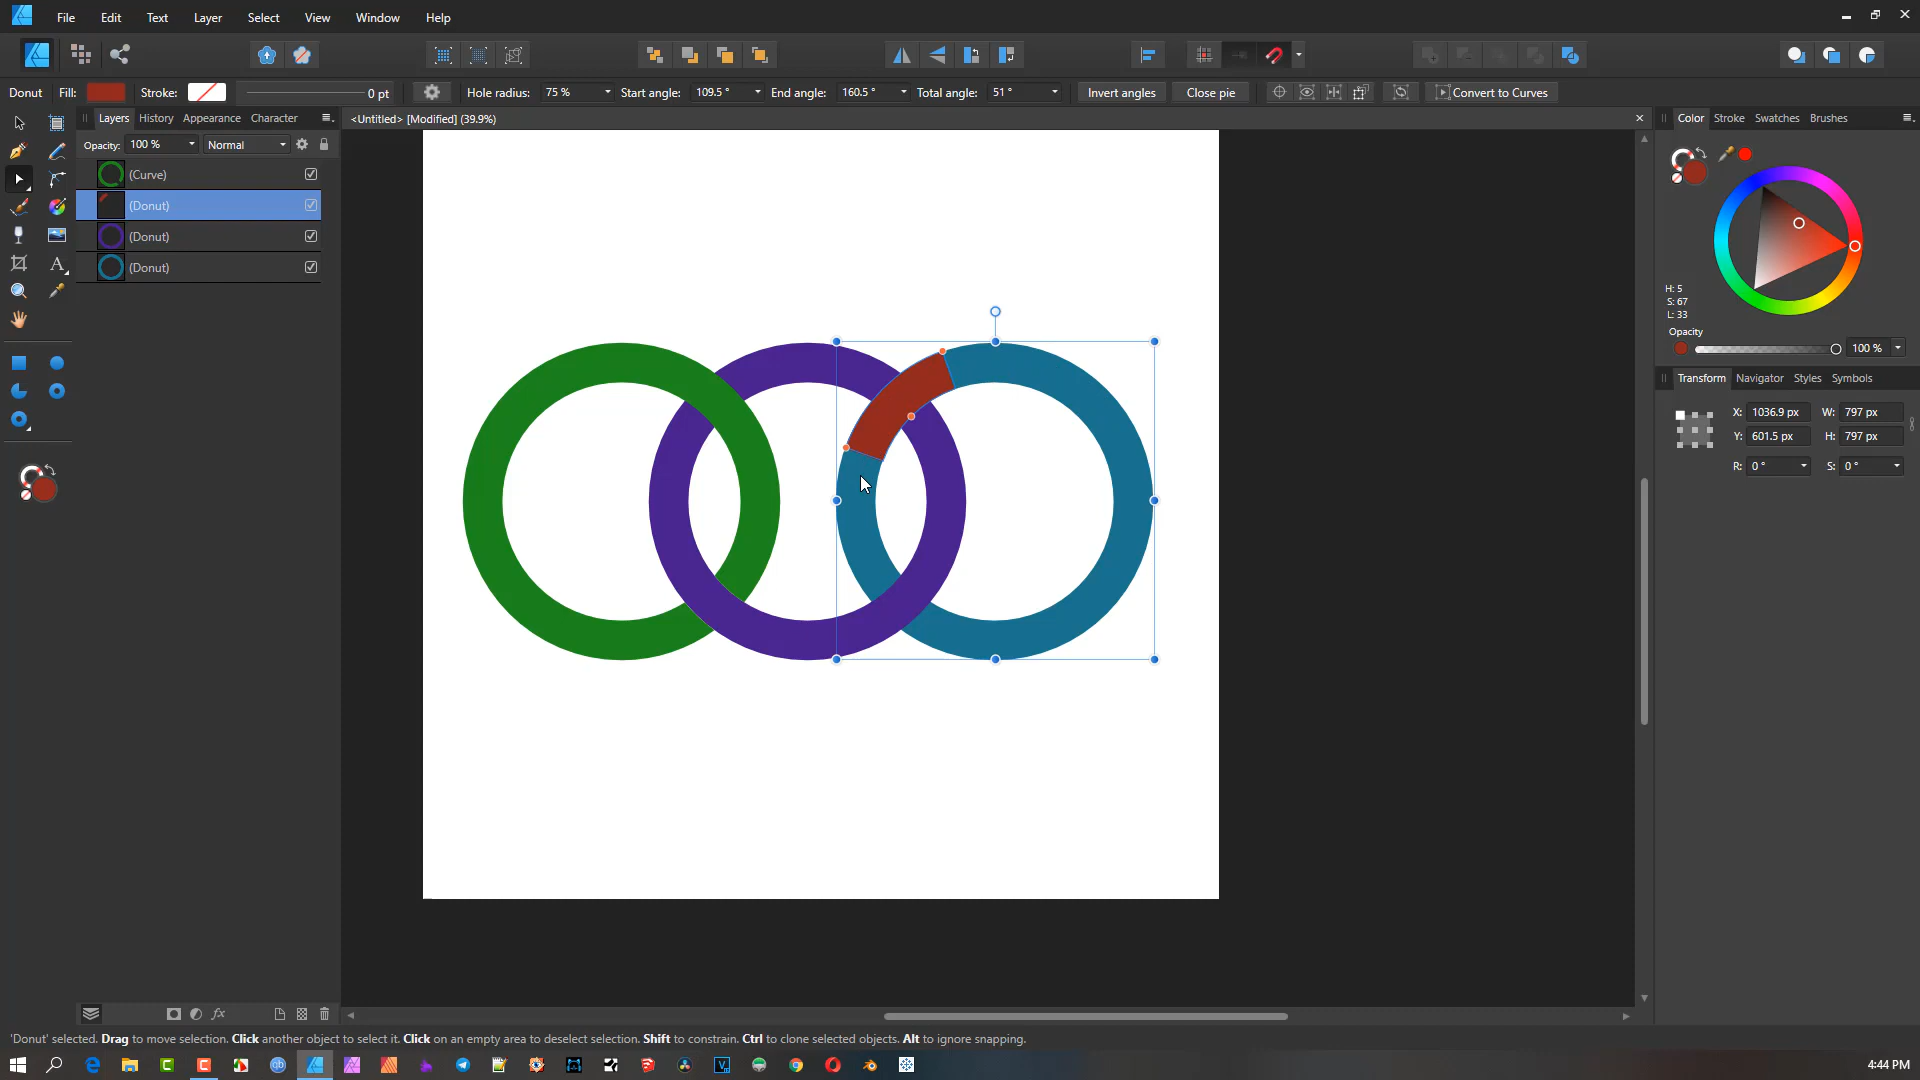 File Edit Text Layer Select View Window Help
Donut Fill: Stroke: 0 pt Hole radius: 75 % Start angle: 109.5 ° End angle: 160.5 ° Total angle: 51 ° Invert angles Close pie Convert to Curves
Layers History Appearance Character
<Untitled> [Modified] (39.9%)
Color Stroke Swatches Brushes
Opacity: 100 % Normal
(Curve)
(Donut)
(Donut)
(Donut)
H: 5
S: 67
L: 33
Opacity
100 %
Transform Navigator Styles Symbols
X: 1036.9 px W: 797 px
Y: 601.5 px H: 797 px
R: 0 ° S: 0 °
'Donut' selected. Drag to move selection. Click another object to select it. Click on an empty area to deselect selection. Shift to constrain. Ctrl to clone selected objects. Alt to ignore snapping.
4:44 PM